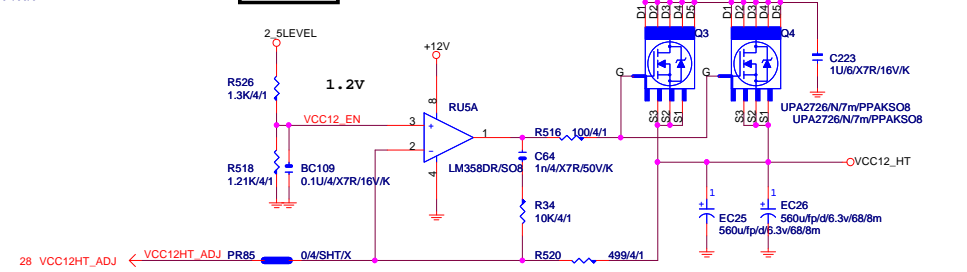 D1 D2 D3 D4 D5 D1 D2 D3 D4 D5
2_5LEVEL
Q3
Q4
+12V
C223
1U/6/X7R/16V/K
R526
1.3K/4/1
1.2V
G
G
8
RU5A
S3 S2 S1
S3 S2 S1
UPA2726/N/7m/PPAKSO8
UPA2726/N/7m/PPAKSO8
VCC12_EN
3
+
1
R516
100/4/1
2
-
R518
1.21K/4/1
BC109
0.1U/4/X7R/16V/K
4
LM358DR/SO8
C64
1n/4/X7R/50V/K
VCC12_HT
1
1
+
+
R34
10K/4/1
EC25
560u/fp/d/6.3v/68/8m
EC26
560u/fp/d/6.3v/68/8m
28 VCC12HT_ADJ
VCC12HT_ADJ
PR85
0/4/SHT/X
R520
499/4/1